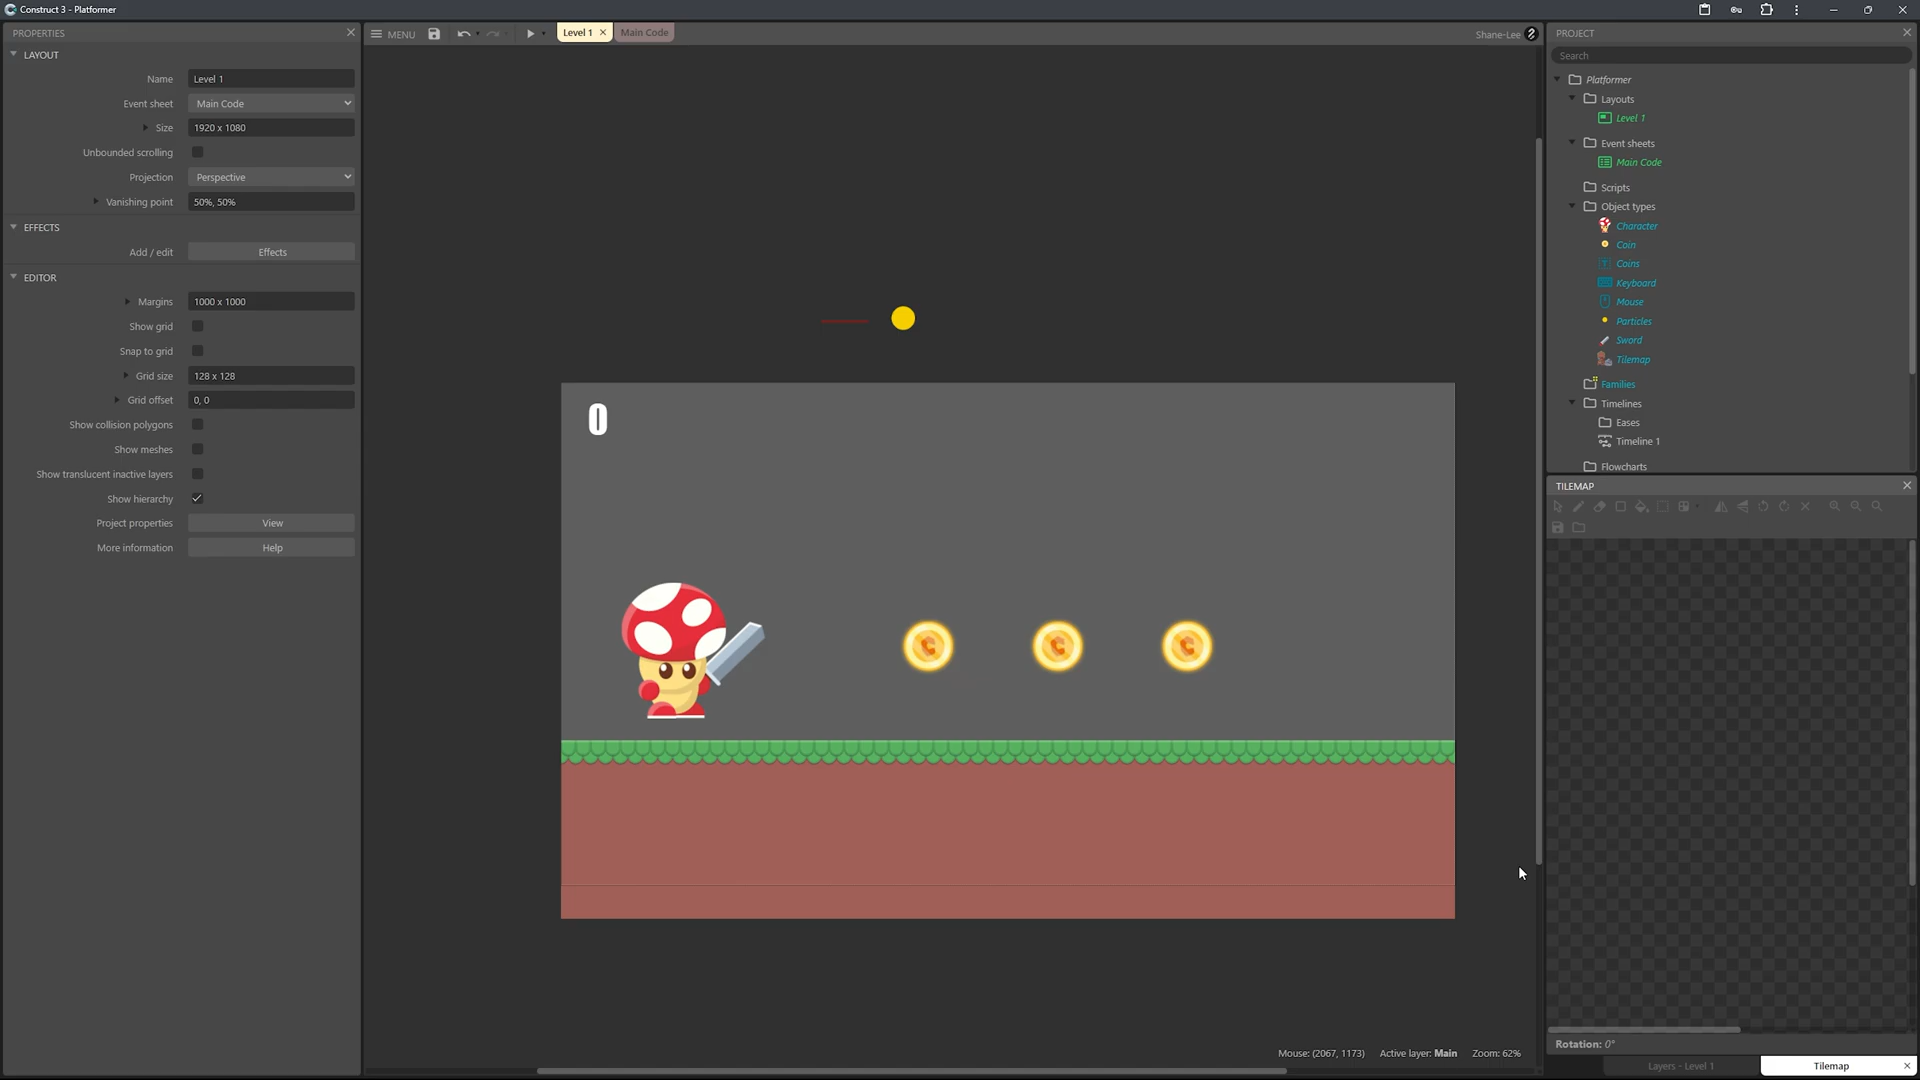 Construct 3 - Platformer
PROPERTIES
LAYOUT
Name Level 1
Event sheet Main Code
Size 1920 x 1080
Unbounded scrolling
Projection Perspective
Vanishing point 50%, 50%
EFFECTS
Add / edit Effects
EDITOR
Margins 1000 x 1000
Show grid
Snap to grid
Grid size 128 x 128
Grid offset 0, 0
Show collision polygons
Show meshes
Show translucent inactive layers
Show hierarchy
Project properties View
More information Help
MENU
Level 1
Main Code
Shane-Lee
0
Mouse: (2067, 1173) Active layer: Main Zoom: 62%
PROJECT
Search
Platformer
Layouts
Level 1
Event sheets
Main Code
Scripts
Object types
Character
Coin
Coins
Keyboard
Mouse
Particles
Sword
Tilemap
Families
Timelines
Eases
Timeline 1
Flowcharts
TILEMAP
Rotation: 0°
Layers - Level 1
Tilemap